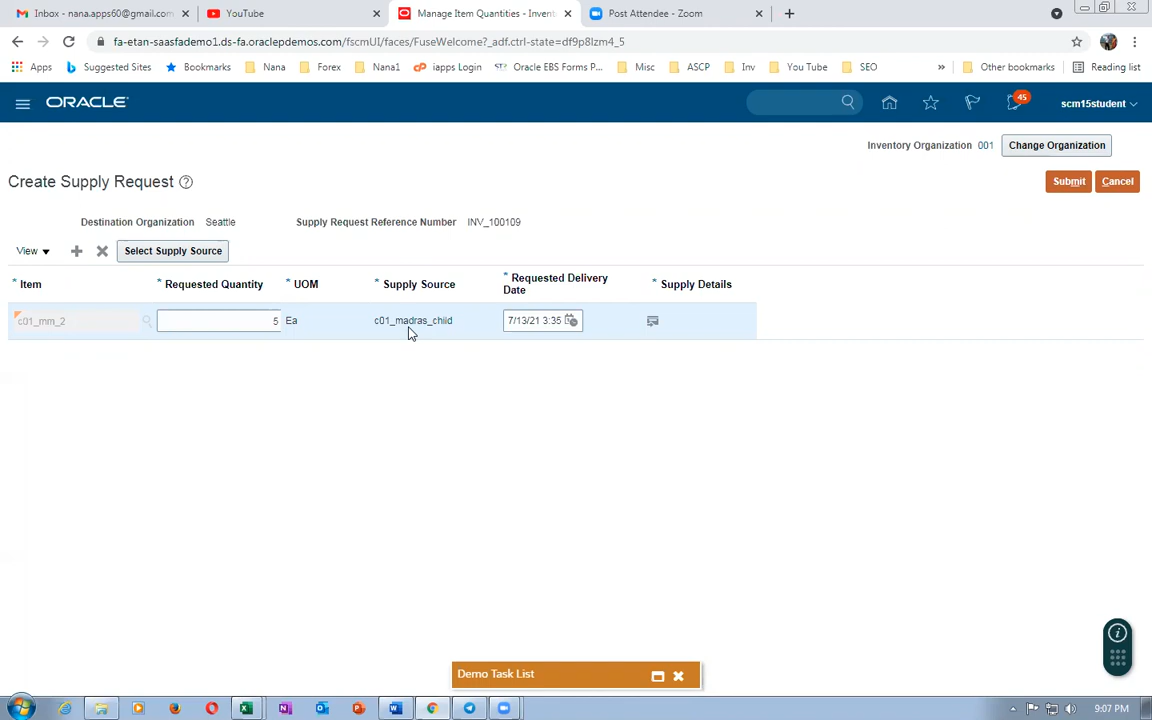 Inbox - nana.apps60@gmail.com
YouTube
Manage Item Quantities - Invent
Post Attendee - Zoom
fa-etan-saasfademo1.ds-fa.oraclepdemos.com/fscmUI/faces/FuseWelcome?_adf.ctrl-state=df9p8lzm4_5
Apps
Suggested Sites
Bookmarks
Nana
Forex
Nana1
iapps Login
Oracle EBS Forms P...
Misc
ASCP
Inv
You Tube
SEO
»
Other bookmarks
Reading list
ORACLE
45
scm15student
Inventory Organization 001 Change Organization
Create Supply Request
Submit Cancel
Destination Organization Seattle Supply Request Reference Number INV_100109
View Select Supply Source
* Item * Requested Quantity * UOM * Supply Source * Requested Delivery Date * Supply Details
c01_mm_2 5 Ea c01_madras_chiid 7/13/21 3:35
Demo Task List
9:07 PM